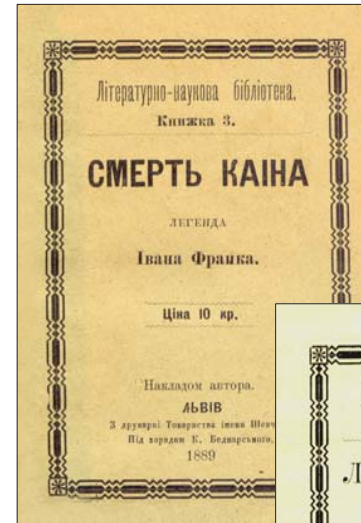 Літературно-наукова бібліотека.
Книжка 3.
СМЕРТЬ КАІНА
ЛЕГЕНДА
Івана Франка.
Ціна 10 кр.
Накладом автора.
ЛЬВІВ
З друкарні Товариства імени Шевч
Під зарядом К. Беднарського,
1889
Л